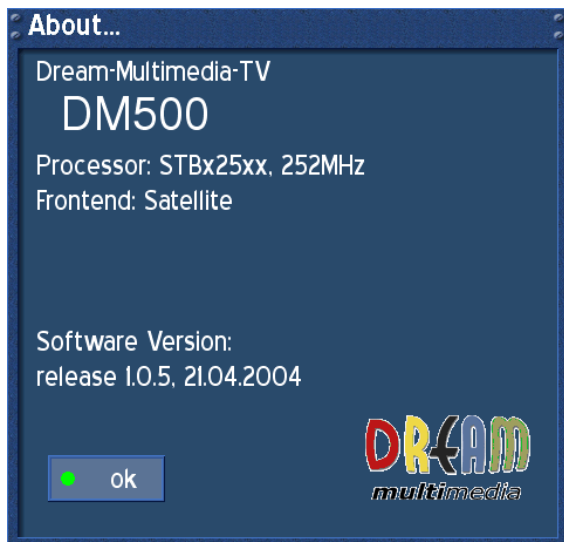 About...
Dream-Multimedia-TV
DM500
Processor: STBx25xx, 252MHz
Frontend: Satellite
Software Version:
release 1.0.5, 21.04.2004
ok
DREAM
multimedia